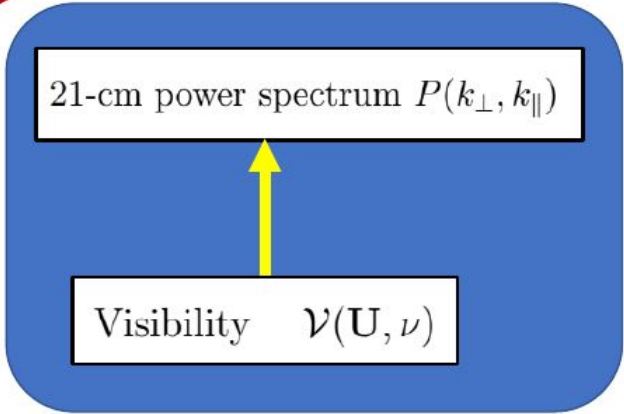 21-cm power spectrum P(k⊥, k∥)
Visibility 𝒱(U, ν)